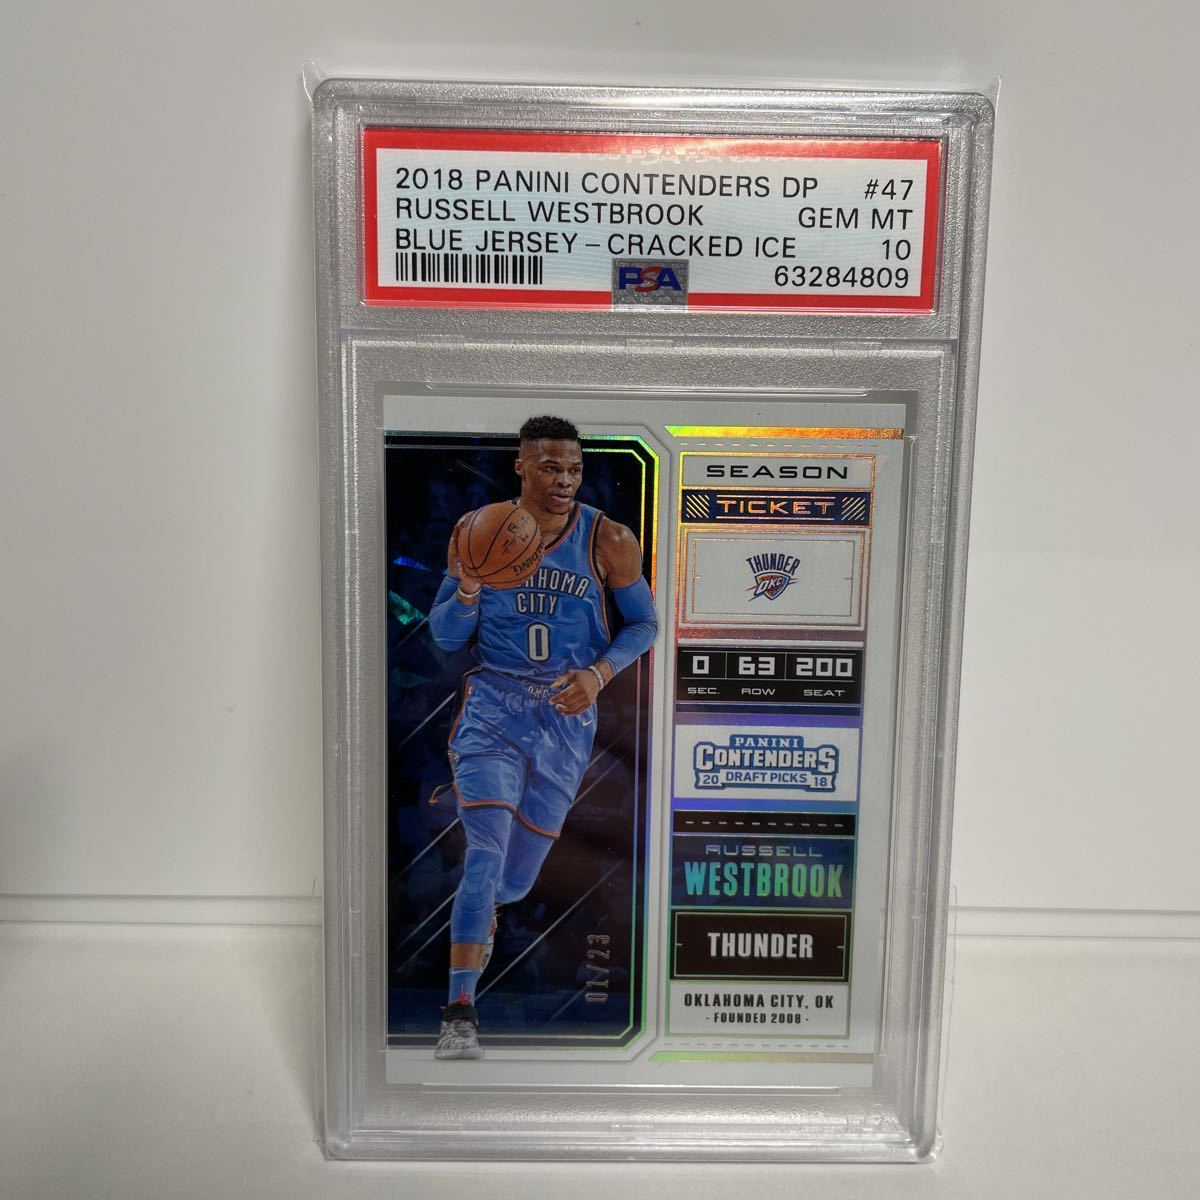 2018 PANINI CONTENDERS DP #47
RUSSELL WESTBROOK GEM MT
BLUE JERSEY - CRACKED ICE 10
PSA 63284809
SEASON
TICKET
THUNDER
OKC
0 63 200
SEC. ROW SEAT
PANINI
CONTENDERS
20 DRAFT PICKS 18
RUSSELL
WESTBROOK
THUNDER
OKLAHOMA CITY, OK
- FOUNDED 2008 -
SPALDING
OKLAHOMA
CITY
0
OKC
01/23